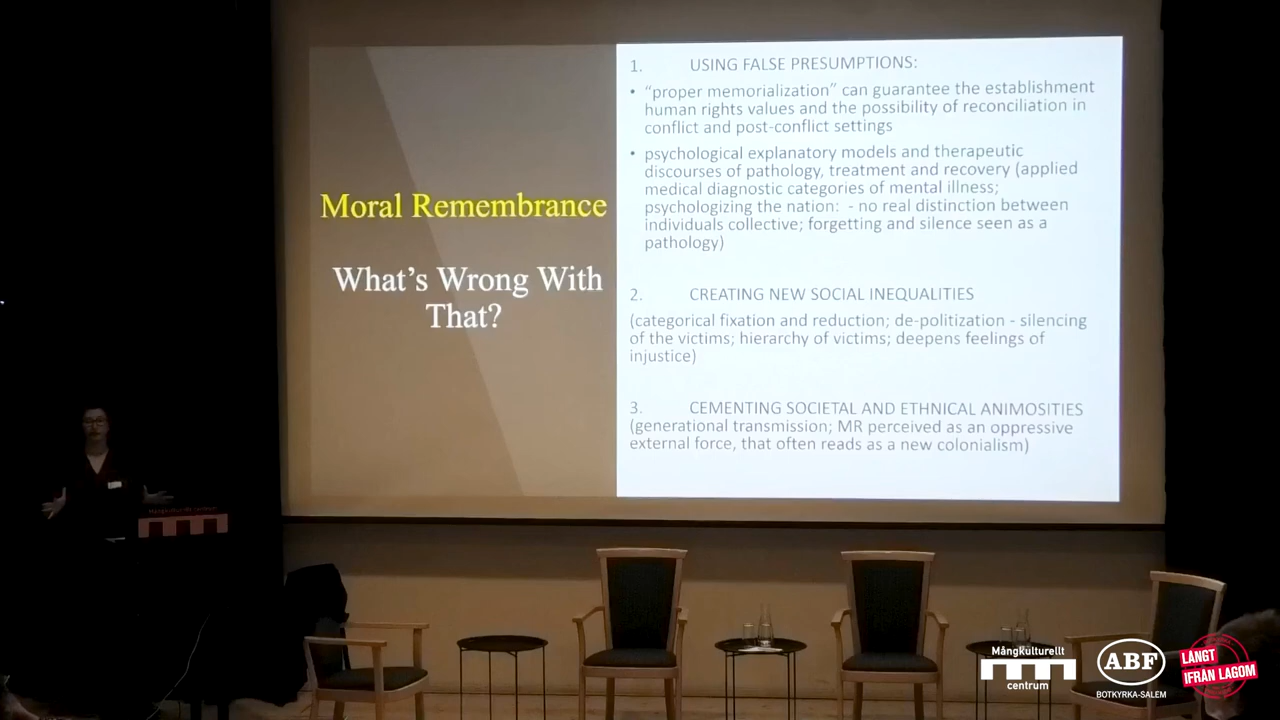 Moral Remembrance
What's Wrong With
That?
1. USING FALSE PRESUMPTIONS:
• "proper memorialization" can guarantee the establishment
human rights values and the possibility of reconciliation in
conflict and post-conflict settings
• psychological explanatory models and therapeutic
discourses of pathology, treatment and recovery (applied
medical diagnostic categories of mental illness;
psychologizing the nation: - no real distinction between
individuals collective; forgetting and silence seen as a
pathology)
2. CREATING NEW SOCIAL INEQUALITIES
(categorical fixation and reduction; de-politization - silencing
of the victims; hierarchy of victims; deepens feelings of
injustice)
3. CEMENTING SOCIETAL AND ETHNICAL ANIMOSITIES
(generational transmission; MR perceived as an oppressive
external force, that often reads as a new colonialism)
Mångkulturellt
centrum
ABF
BOTKYRKA-SALEM
LÅNGT
IFRÅN LAGOM